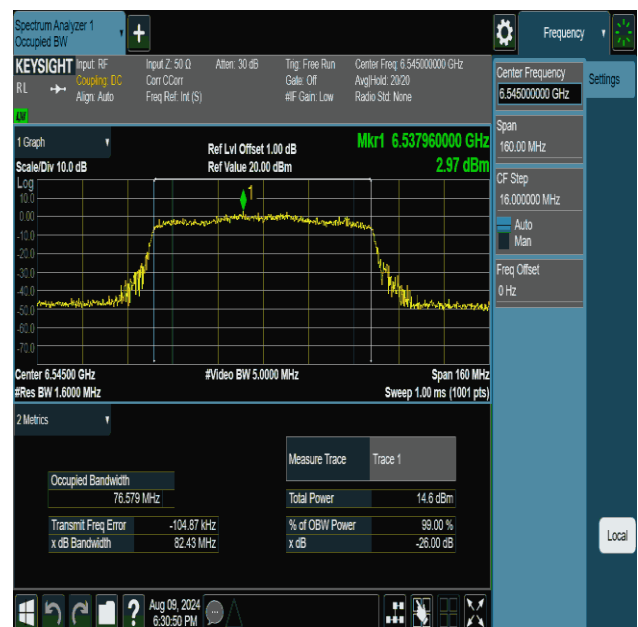 Spectrum Analyzer 1
Occupied BW
+
Frequency
KEYSIGHT
Input: RF
Input Z: 50 Ω
Atten: 30 dB
Trig: Free Run
Center Freq: 6.545000000 GHz
RL
Coupling: DC
Corr CCorr
Gate: Off
Avg|Hold: 20/20
Align: Auto
Freq Ref: Int (S)
#IF Gain: Low
Radio Std: None
Center Frequency
6.545000000 GHz
Settings
Span
160.00 MHz
CF Step
16.000000 MHz
Auto
Man
Freq Offset
0 Hz
1 Graph
Ref Lvl Offset 1.00 dB
Mkr1 6.537960000 GHz
Scale/Div 10.0 dB
Ref Value 20.00 dBm
2.97 dBm
Log
10.0
1
0.00
-10.0
-20.0
-30.0
-40.0
-50.0
-60.0
-70.0
Center 6.54500 GHz
#Video BW 5.0000 MHz
Span 160 MHz
#Res BW 1.6000 MHz
Sweep 1.00 ms (1001 pts)
2 Metrics
Measure Trace
Trace 1
Occupied Bandwidth
76.579 MHz
Total Power
14.6 dBm
Transmit Freq Error
-104.87 kHz
% of OBW Power
99.00 %
x dB Bandwidth
82.43 MHz
x dB
-26.00 dB
Local
?
Aug 09, 2024
6:30:50 PM